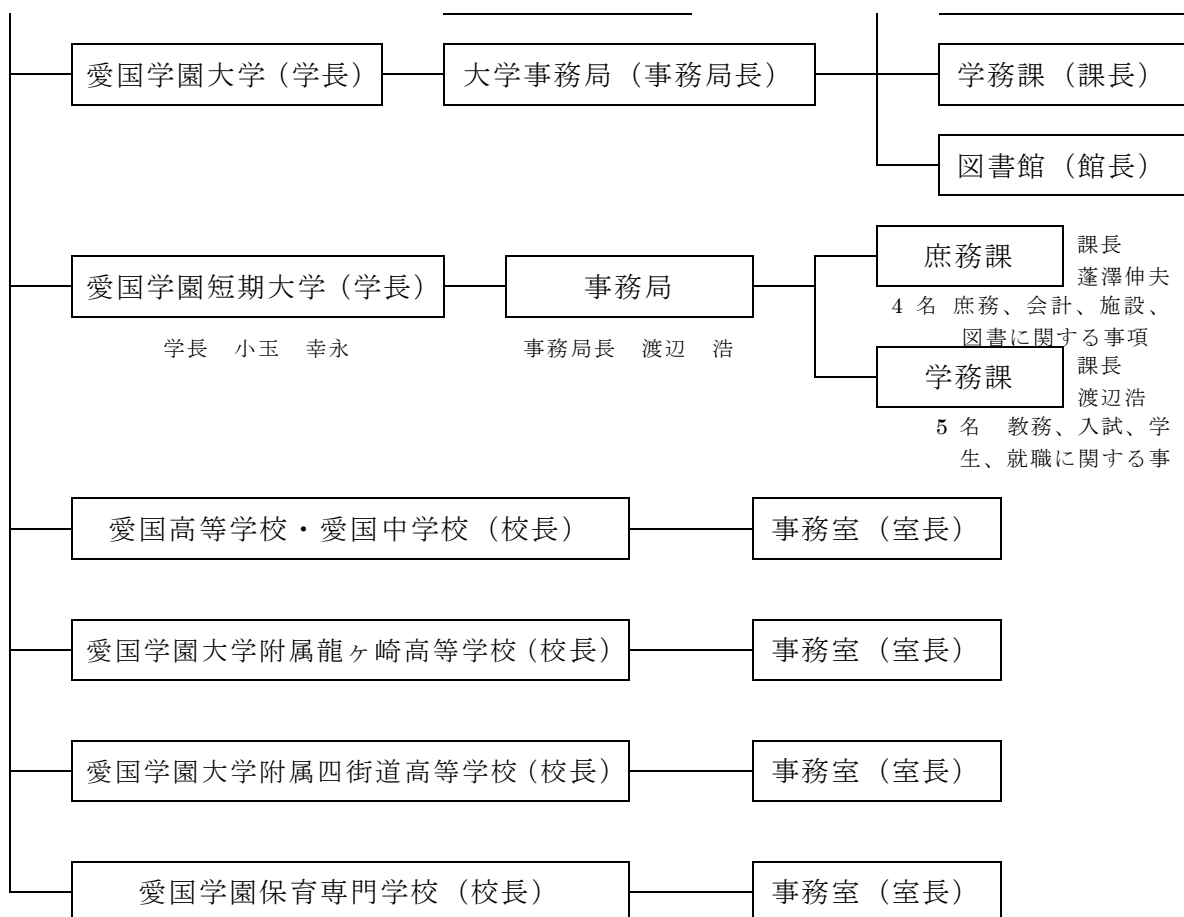 愛国学園大学（学長）
大学事務局（事務局長）
学務課（課長）
図書館（館長）
愛国学園短期大学（学長）
学長　小玉　幸永
事務局
事務局長　渡辺　浩
庶務課
課長
蓬澤伸夫
4 名 庶務、会計、施設、
図書に関する事項
学務課
課長
渡辺浩
5 名　教務、入試、学
生、就職に関する事
愛国高等学校・愛国中学校（校長）
事務室（室長）
愛国学園大学附属龍ヶ崎高等学校（校長）
事務室（室長）
愛国学園大学附属四街道高等学校（校長）
事務室（室長）
愛国学園保育専門学校（校長）
事務室（室長）